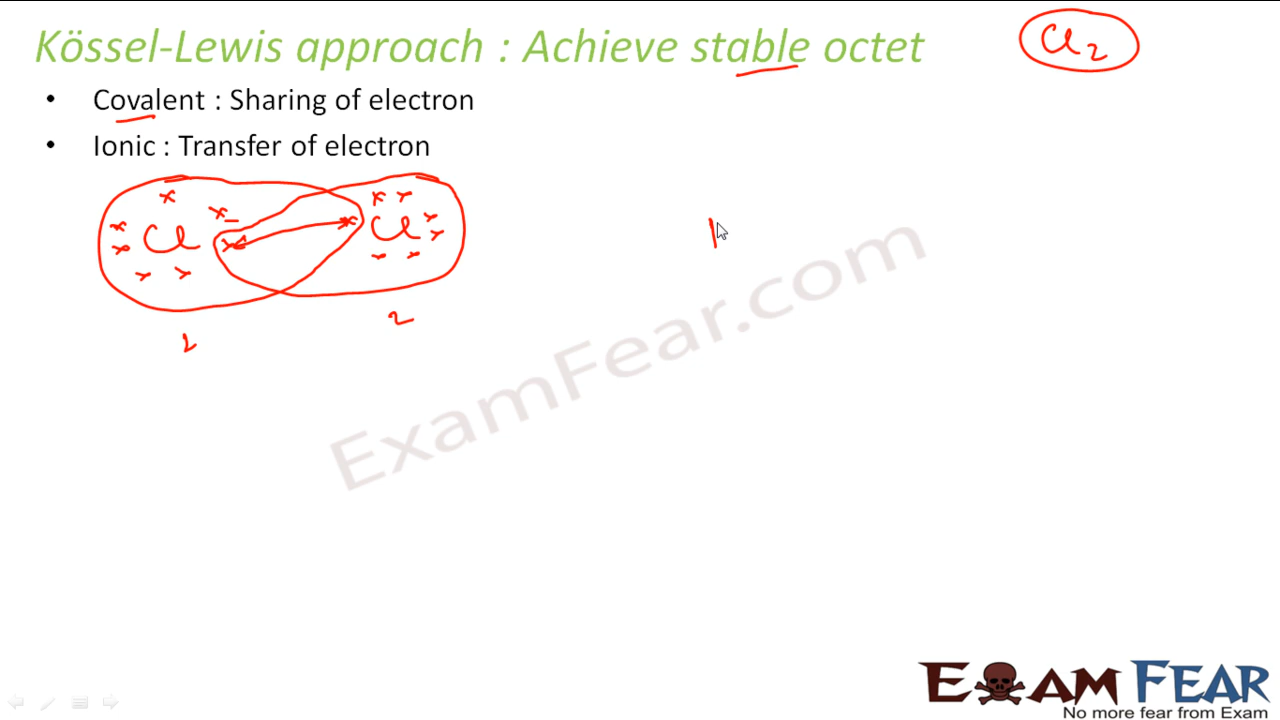 Kössel-Lewis approach : Achieve stable octet
Cl2
• Covalent : Sharing of electron
• Ionic : Transfer of electron
Cl Cl
1 2
ExamFear.com
EXAM FEAR
No more fear from Exam